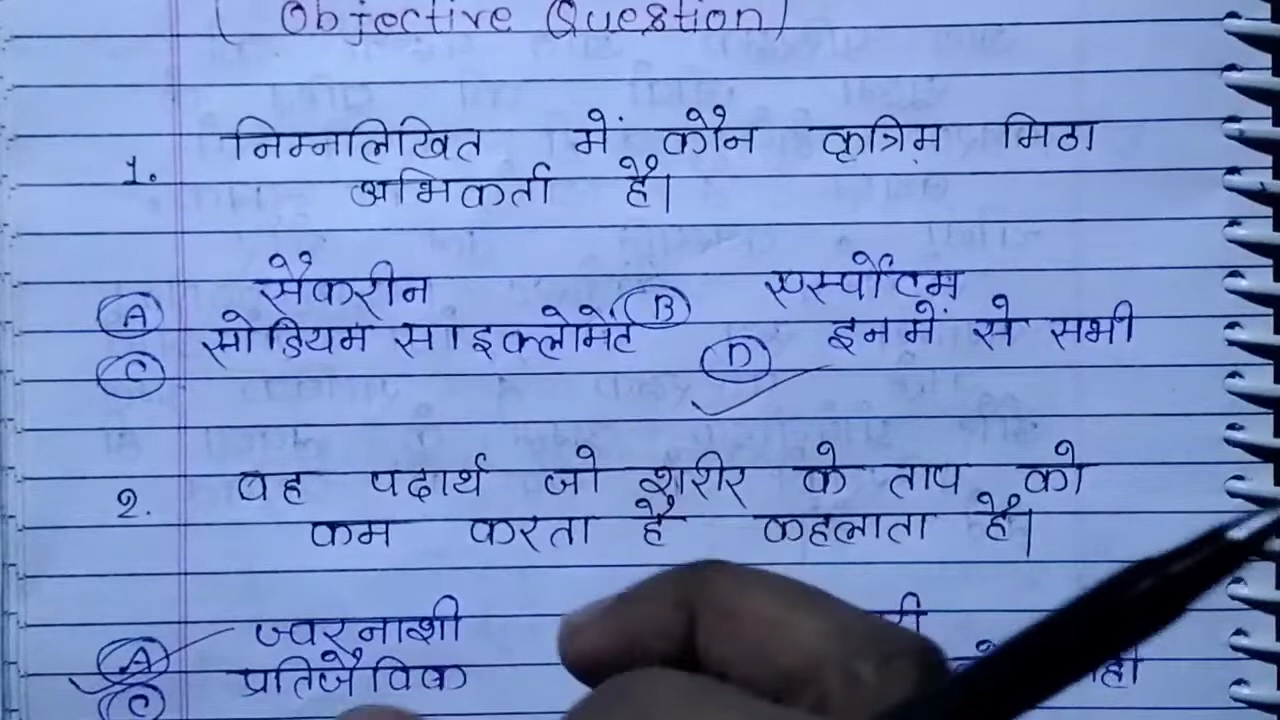 ( Objective Question)
1. निम्नलिखित में कौन कृत्रिम मिठा
अभिकर्ता है।
(A) सैकरीन (B) एस्पोंटम
(C) सोडियम साइक्लोमेट (D) इनमें से सभी
2. वह पदार्थ जो शरीर के ताप को
कम करता है कहलाता है।
(A) ज्वरनाशी
(C) प्रतिजैविक